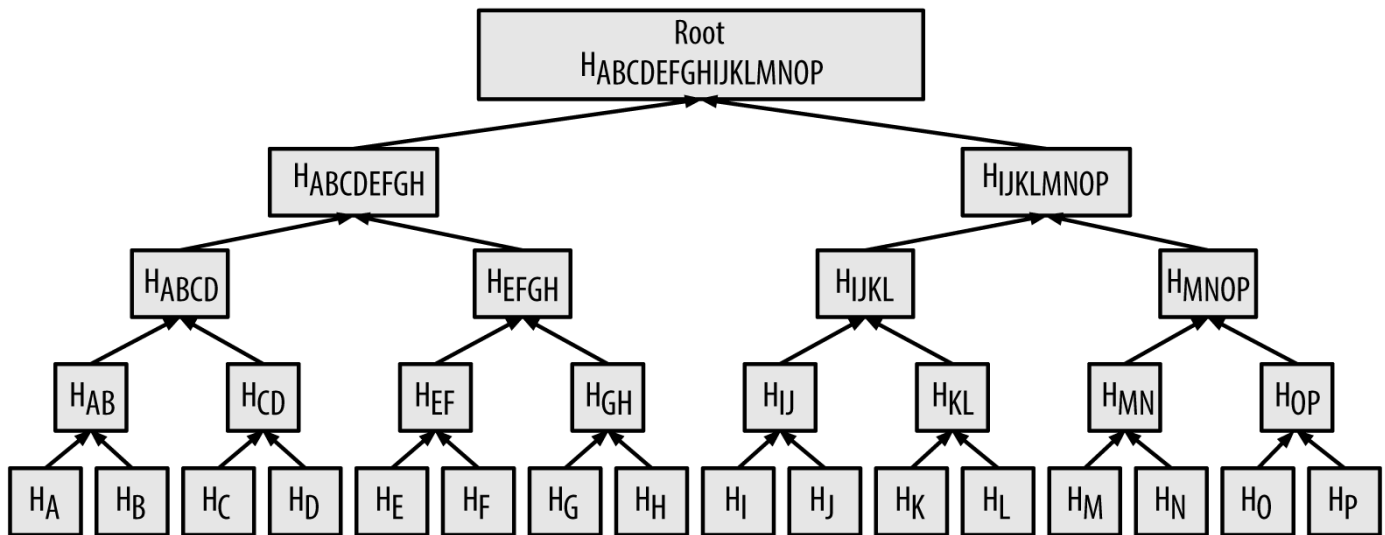 Root
HABCDEFGHIJKLMNOP
HABCDEFGH HIJKLMNOP
HABCD HEFGH HIJKL HMNOP
HAB HCD HEF HGH HIJ HKL HMN HOP
HA HB HC HD HE HF HG HH HI HJ HK HL HM HN HO HP